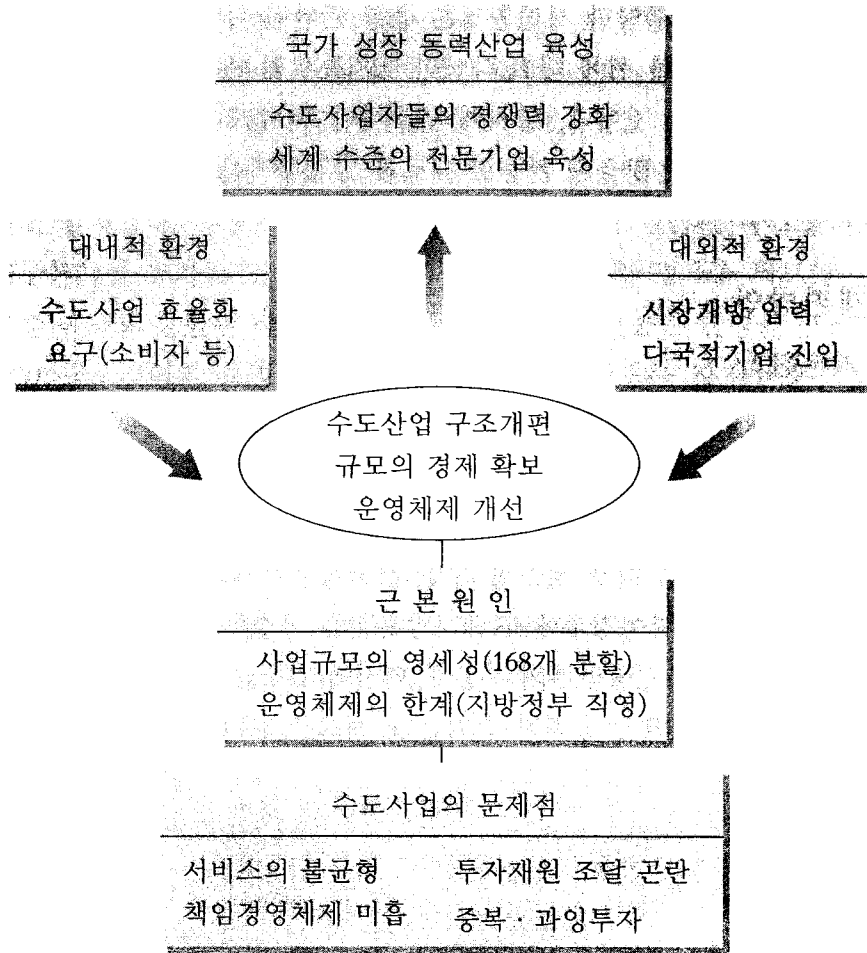 국가 성장 동력산업 육성
수도사업자들의 경쟁력 강화
세계 수준의 전문기업 육성
대내적 환경
수도사업 효율화
요구(소비자 등)
대외적 환경
시장개방 압력
다국적기업 진입
수도산업 구조개편
규모의 경제 확보
운영체제 개선
근 본 원 인
사업규모의 영세성(168개 분할)
운영체제의 한계(지방정부 직영)
수도사업의 문제점
서비스의 불균형 투자재원 조달 곤란
책임경영체제 미흡 중복 · 과잉투자